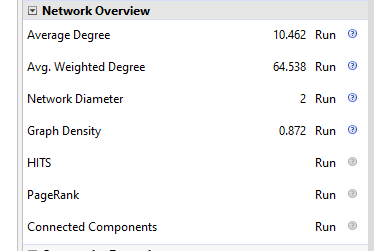 Network Overview
Average Degree 10.462 Run
Avg. Weighted Degree 64.538 Run
Network Diameter 2 Run
Graph Density 0.872 Run
HITS Run
PageRank Run
Connected Components Run